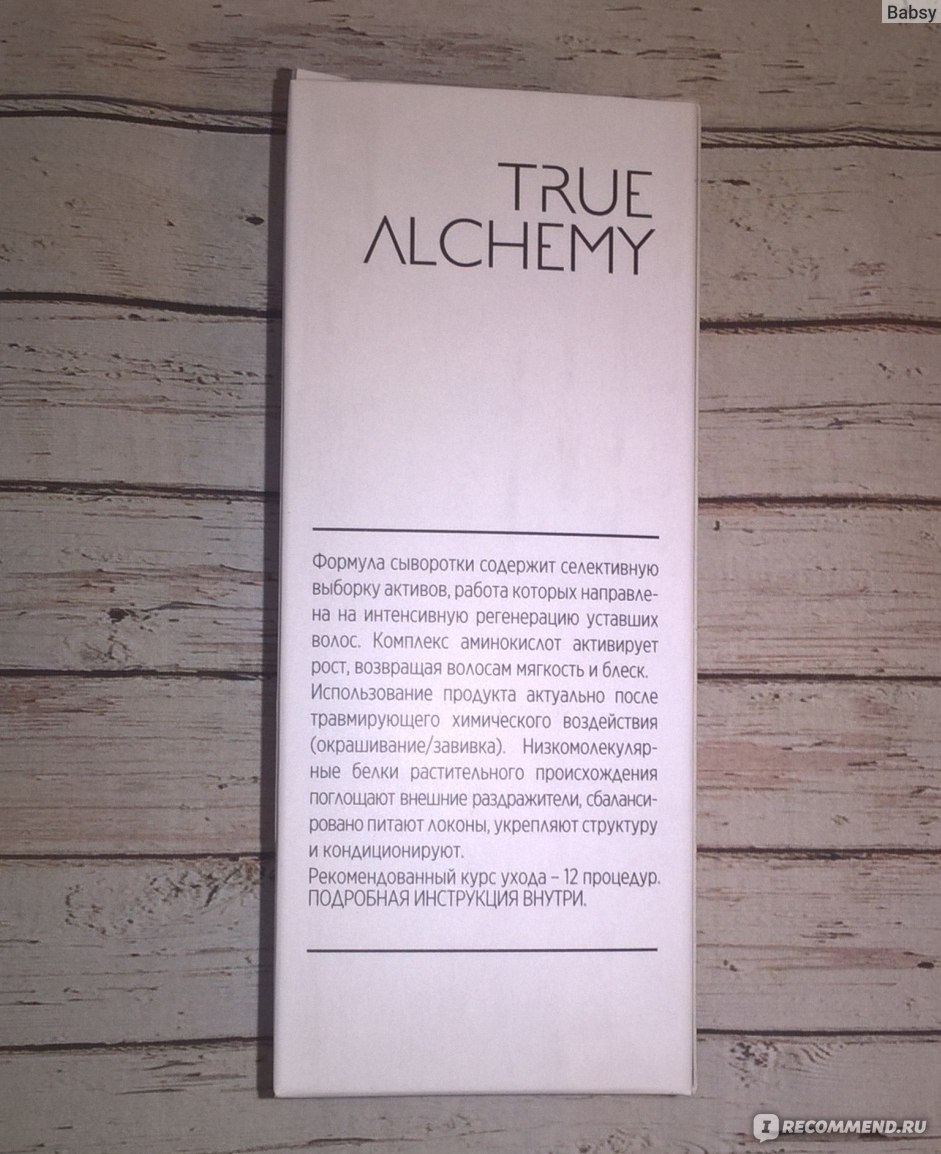 Babsy
TRUE
ALCHEMY
Формула сыворотки содержит селективную
выборку активов, работа которых направле-
на на интенсивную регенерацию уставших
волос. Комплекс аминокислот активирует
рост, возвращая волосам мягкость и блеск.
Использование продукта актуально после
травмирующего химического воздействия
(окрашивание/завивка). Низкомолекуляр-
ные белки растительного происхождения
поглощают внешние раздражители, сбаланси-
ровано питают локоны, укрепляют структуру
и кондиционируют.
Рекомендованный курс ухода – 12 процедур.
ПОДРОБНАЯ ИНСТРУКЦИЯ ВНУТРИ.
IRECOMMEND.RU